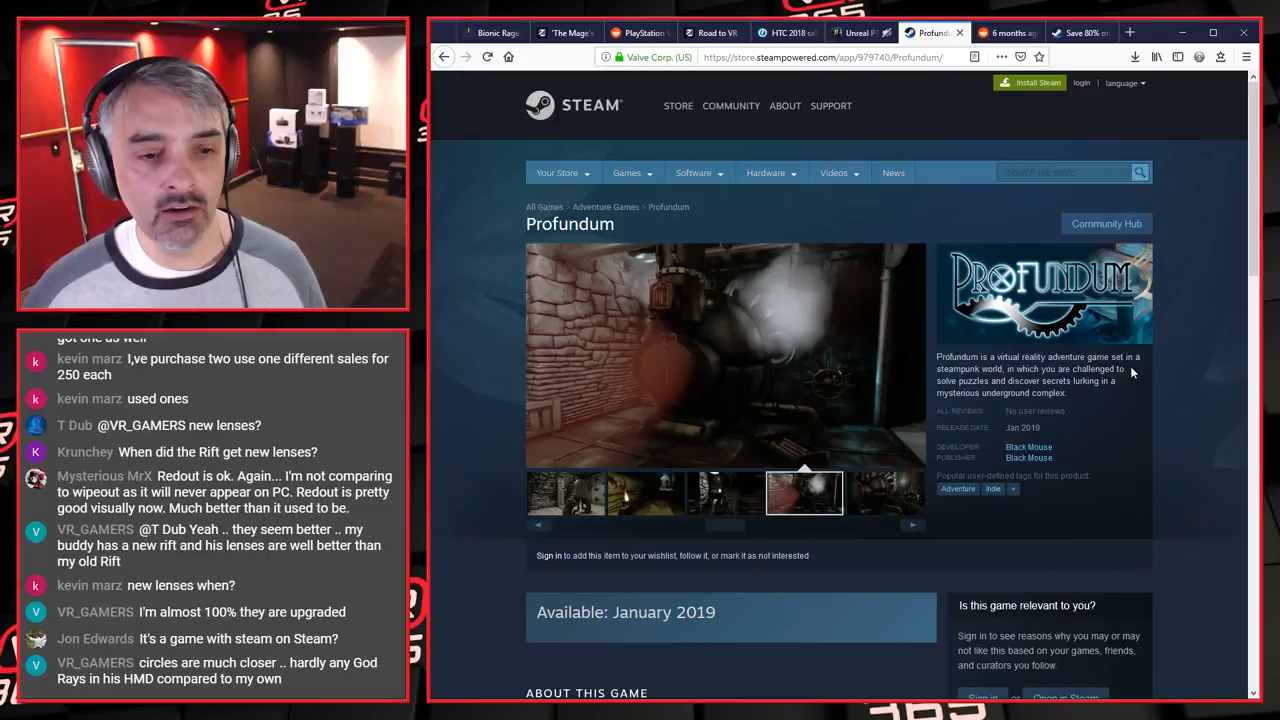 Bionic Rage
'The Mage's
PlayStation V
Road to VR
HTC 2018 sal
Unreal PT
Profundu
6 months ag
Save 80% on
Valve Corp. (US)
https://store.steampowered.com/app/979740/Profundum/
Install Steam
login
language
STEAM
STORE
COMMUNITY
ABOUT
SUPPORT
Your Store
Games
Software
Hardware
Videos
News
search the store
All Games > Adventure Games > Profundum
Profundum
Community Hub
PROFUNDUM
Profundum is a virtual reality adventure game set in a
steampunk world, in which you are challenged to
solve puzzles and discover secrets lurking in a
mysterious underground complex.
ALL REVIEWS: No user reviews
RELEASE DATE: Jan 2019
DEVELOPER: Black Mouse
PUBLISHER: Black Mouse
Popular user-defined tags for this product:
Adventure
Indie
+
Sign in to add this item to your wishlist, follow it, or mark it as not interested
Available: January 2019
Is this game relevant to you?
Sign in to see reasons why you may or
may not like this based on your games, friends,
and curators you follow.
Sign in or Open in Steam
ABOUT THIS GAME
got one as well
kevin marz I,ve purchase two use one different sales for
250 each
kevin marz used ones
T Dub @VR_GAMERS new lenses?
Krunchey When did the Rift get new lenses?
Mysterious MrX Redout is ok. Again... I'm not comparing
to wipeout as it will never appear on PC. Redout is pretty
good visually now. Much better than it used to be.
VR_GAMERS @T Dub Yeah .. they seem better .. my
buddy has a new rift and his lenses are well better than
my old Rift
kevin marz new lenses when?
VR_GAMERS I'm almost 100% they are upgraded
Jon Edwards It's a game with steam on Steam?
VR_GAMERS circles are much closer .. hardly any God
Rays in his HMD compared to my own